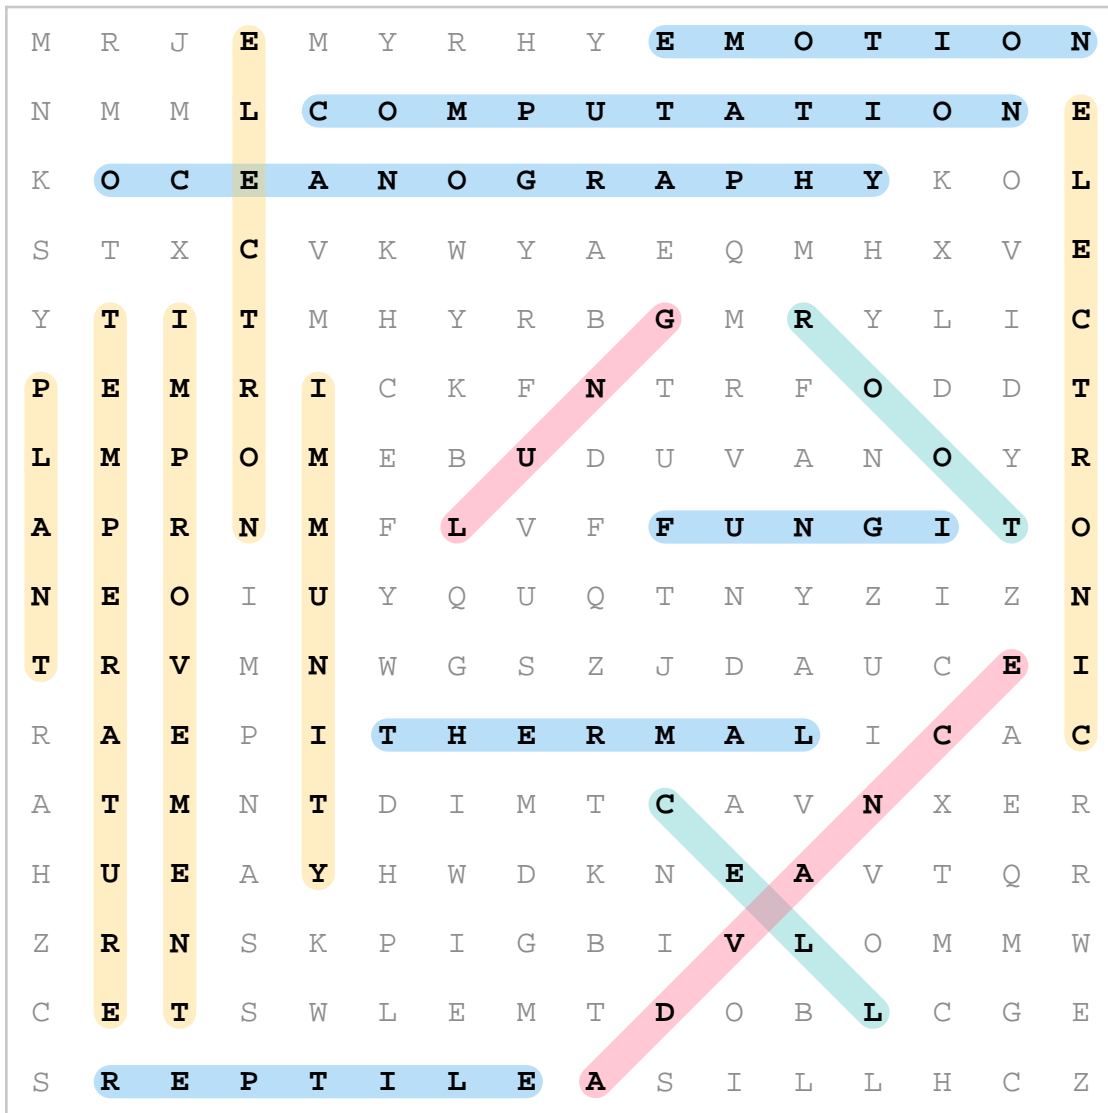 M R J E M Y R H Y E M O T I O N
N M M L C O M P U T A T I O N E
K O C E A N O G R A P H Y K O L
S T X C V K W Y A E Q M H X V E
Y T I T M H Y R B G M R Y L I C
P E M R I C K F N T R F O D D T
L M P O M E B U D U V A N O Y R
A P R N M F L V F F U N G I T O
N E O I U Y Q U Q T N Y Z I Z N
T R V M N W G S Z J D A U C E I
R A E P I T H E R M A L I C A C
A T M N T D I M T C A V N X E R
H U E A Y H W D K N E A V T Q R
Z R N S K P I G B I V L O M M W
C E T S W L E M T D O B L C G E
S R E P T I L E A S I L L H C Z